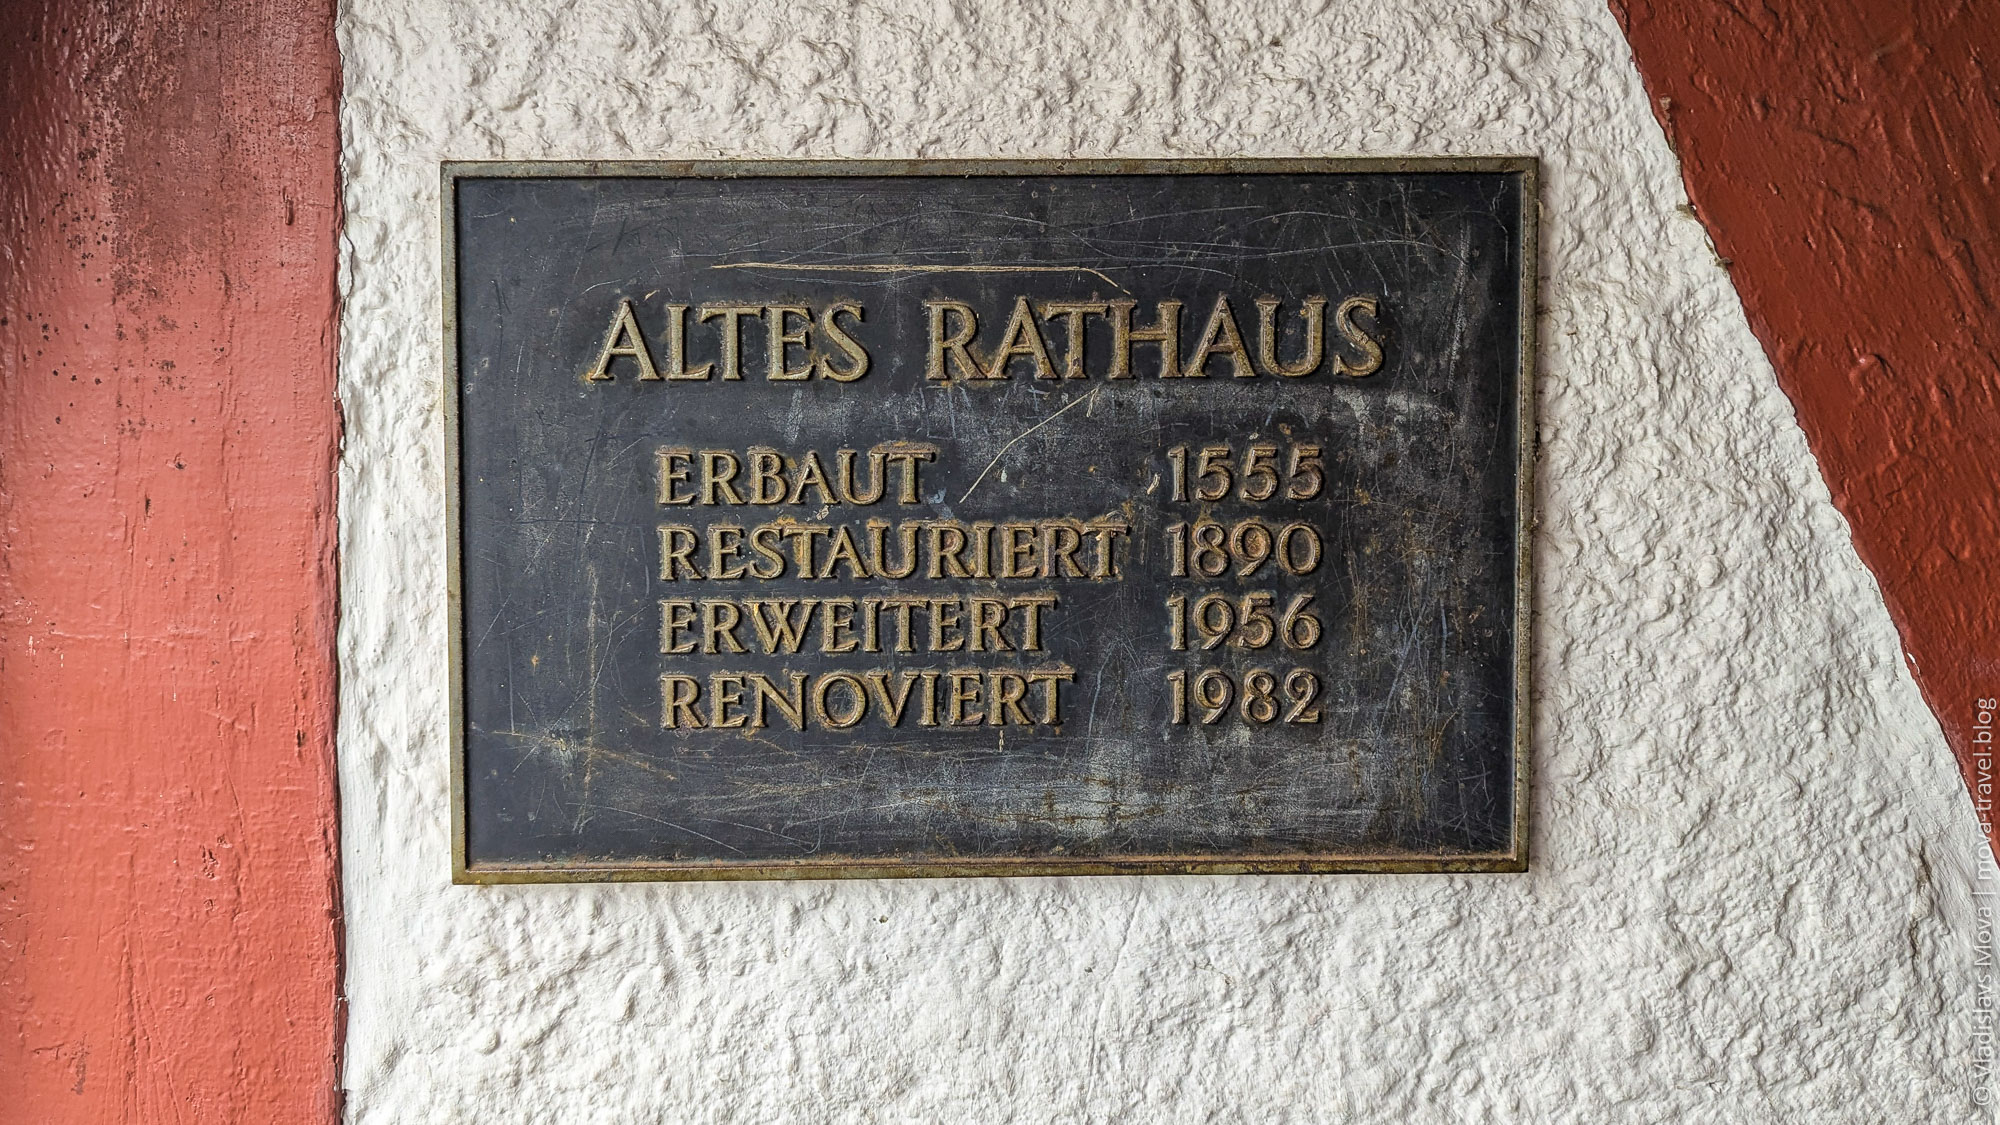 ALTES RATHAUS
ERBAUT 1555
RESTAURIERT 1890
ERWEITERT 1956
RENOVIERT 1982
© Vladislavs Mova | mova-travel.blog